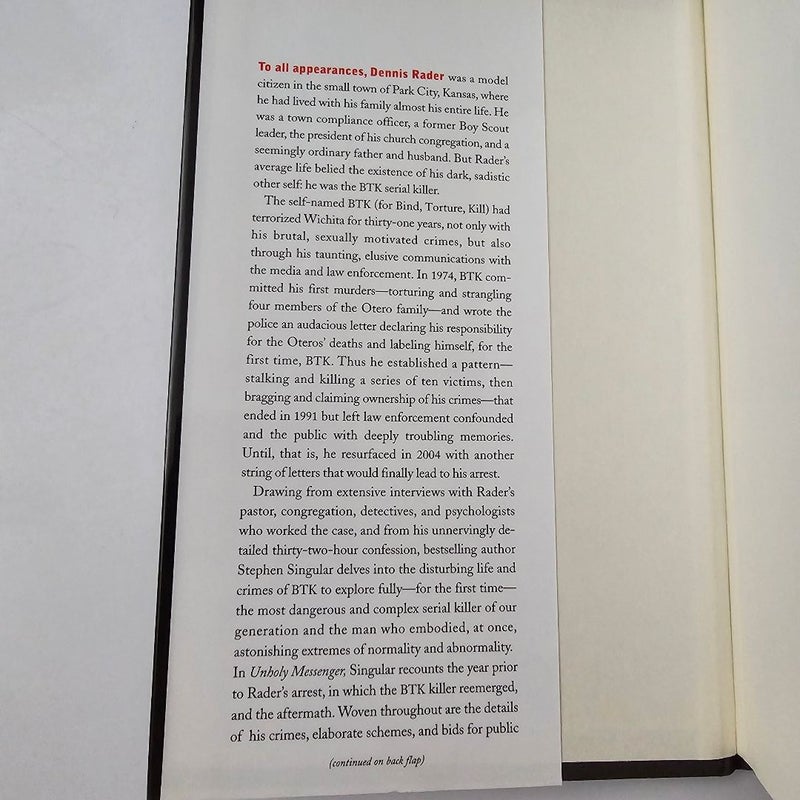 To all appearances, Dennis Rader was a model
citizen in the small town of Park City, Kansas, where
he had lived with his family almost his entire life. He
was a town compliance officer, a former Boy Scout
leader, the president of his church congregation, and a
seemingly ordinary father and husband. But Rader's
average life belied the existence of his dark, sadistic
other self: he was the BTK serial killer.
The self-named BTK (for Bind, Torture, Kill) had
terrorized Wichita for thirty-one years, not only with
his brutal, sexually motivated crimes, but also
through his taunting, elusive communications with
the media and law enforcement. In 1974, BTK com-
mitted his first murders—torturing and strangling
four members of the Otero family—and wrote the
police an audacious letter declaring his responsibility
for the Oteros' deaths and labeling himself, for the
first time, BTK. Thus he established a pattern—
stalking and killing a series of ten victims, then
bragging and claiming ownership of his crimes—that
ended in 1991 but left law enforcement confounded
and the public with deeply troubling memories.
Until, that is, he resurfaced in 2004 with another
string of letters that would finally lead to his arrest.
Drawing from extensive interviews with Rader's
pastor, congregation, detectives, and psychologists
who worked the case, and from his unnervingly de-
tailed thirty-two-hour confession, bestselling author
Stephen Singular delves into the disturbing life and
crimes of BTK to explore fully—for the first time—
the most dangerous and complex serial killer of our
generation and the man who embodied, at once,
astonishing extremes of normality and abnormality.
In Unholy Messenger, Singular recounts the year prior
to Rader's arrest, in which the BTK killer reemerged,
and the aftermath. Woven throughout are the details
of his crimes, elaborate schemes, and bids for public
(continued on back flap)